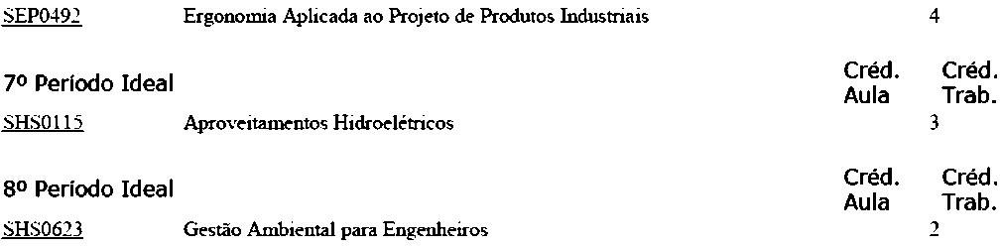 SEP0492 Ergonomia Aplicada ao Projeto de Produtos Industriais 4
7º Período Ideal Créd. Aula Créd. Trab.
SHS0115 Aproveitamentos Hidroelétricos 3
8º Período Ideal Créd. Aula Créd. Trab.
SHS0623 Gestão Ambiental para Engenheiros 2